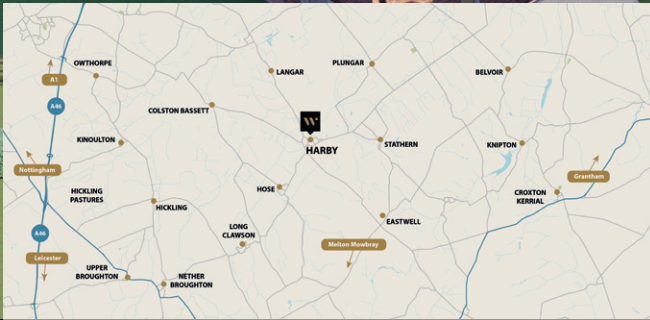 OWTHORPE
PLUNGAR
LANGAR
BELVOIR
A1
A46
COLSTON BASSETT
W
KINOULTON
HARBY
STATHERN
KNIPTON
Nottingham
Grantham
HICKLING
PASTURES
HOSE
CROXTON
KERRIAL
HICKLING
EASTWELL
A46
LONG
CLAWSON
Melton Mowbray
Leicester
UPPER
BROUGHTON
NETHER
BROUGHTON